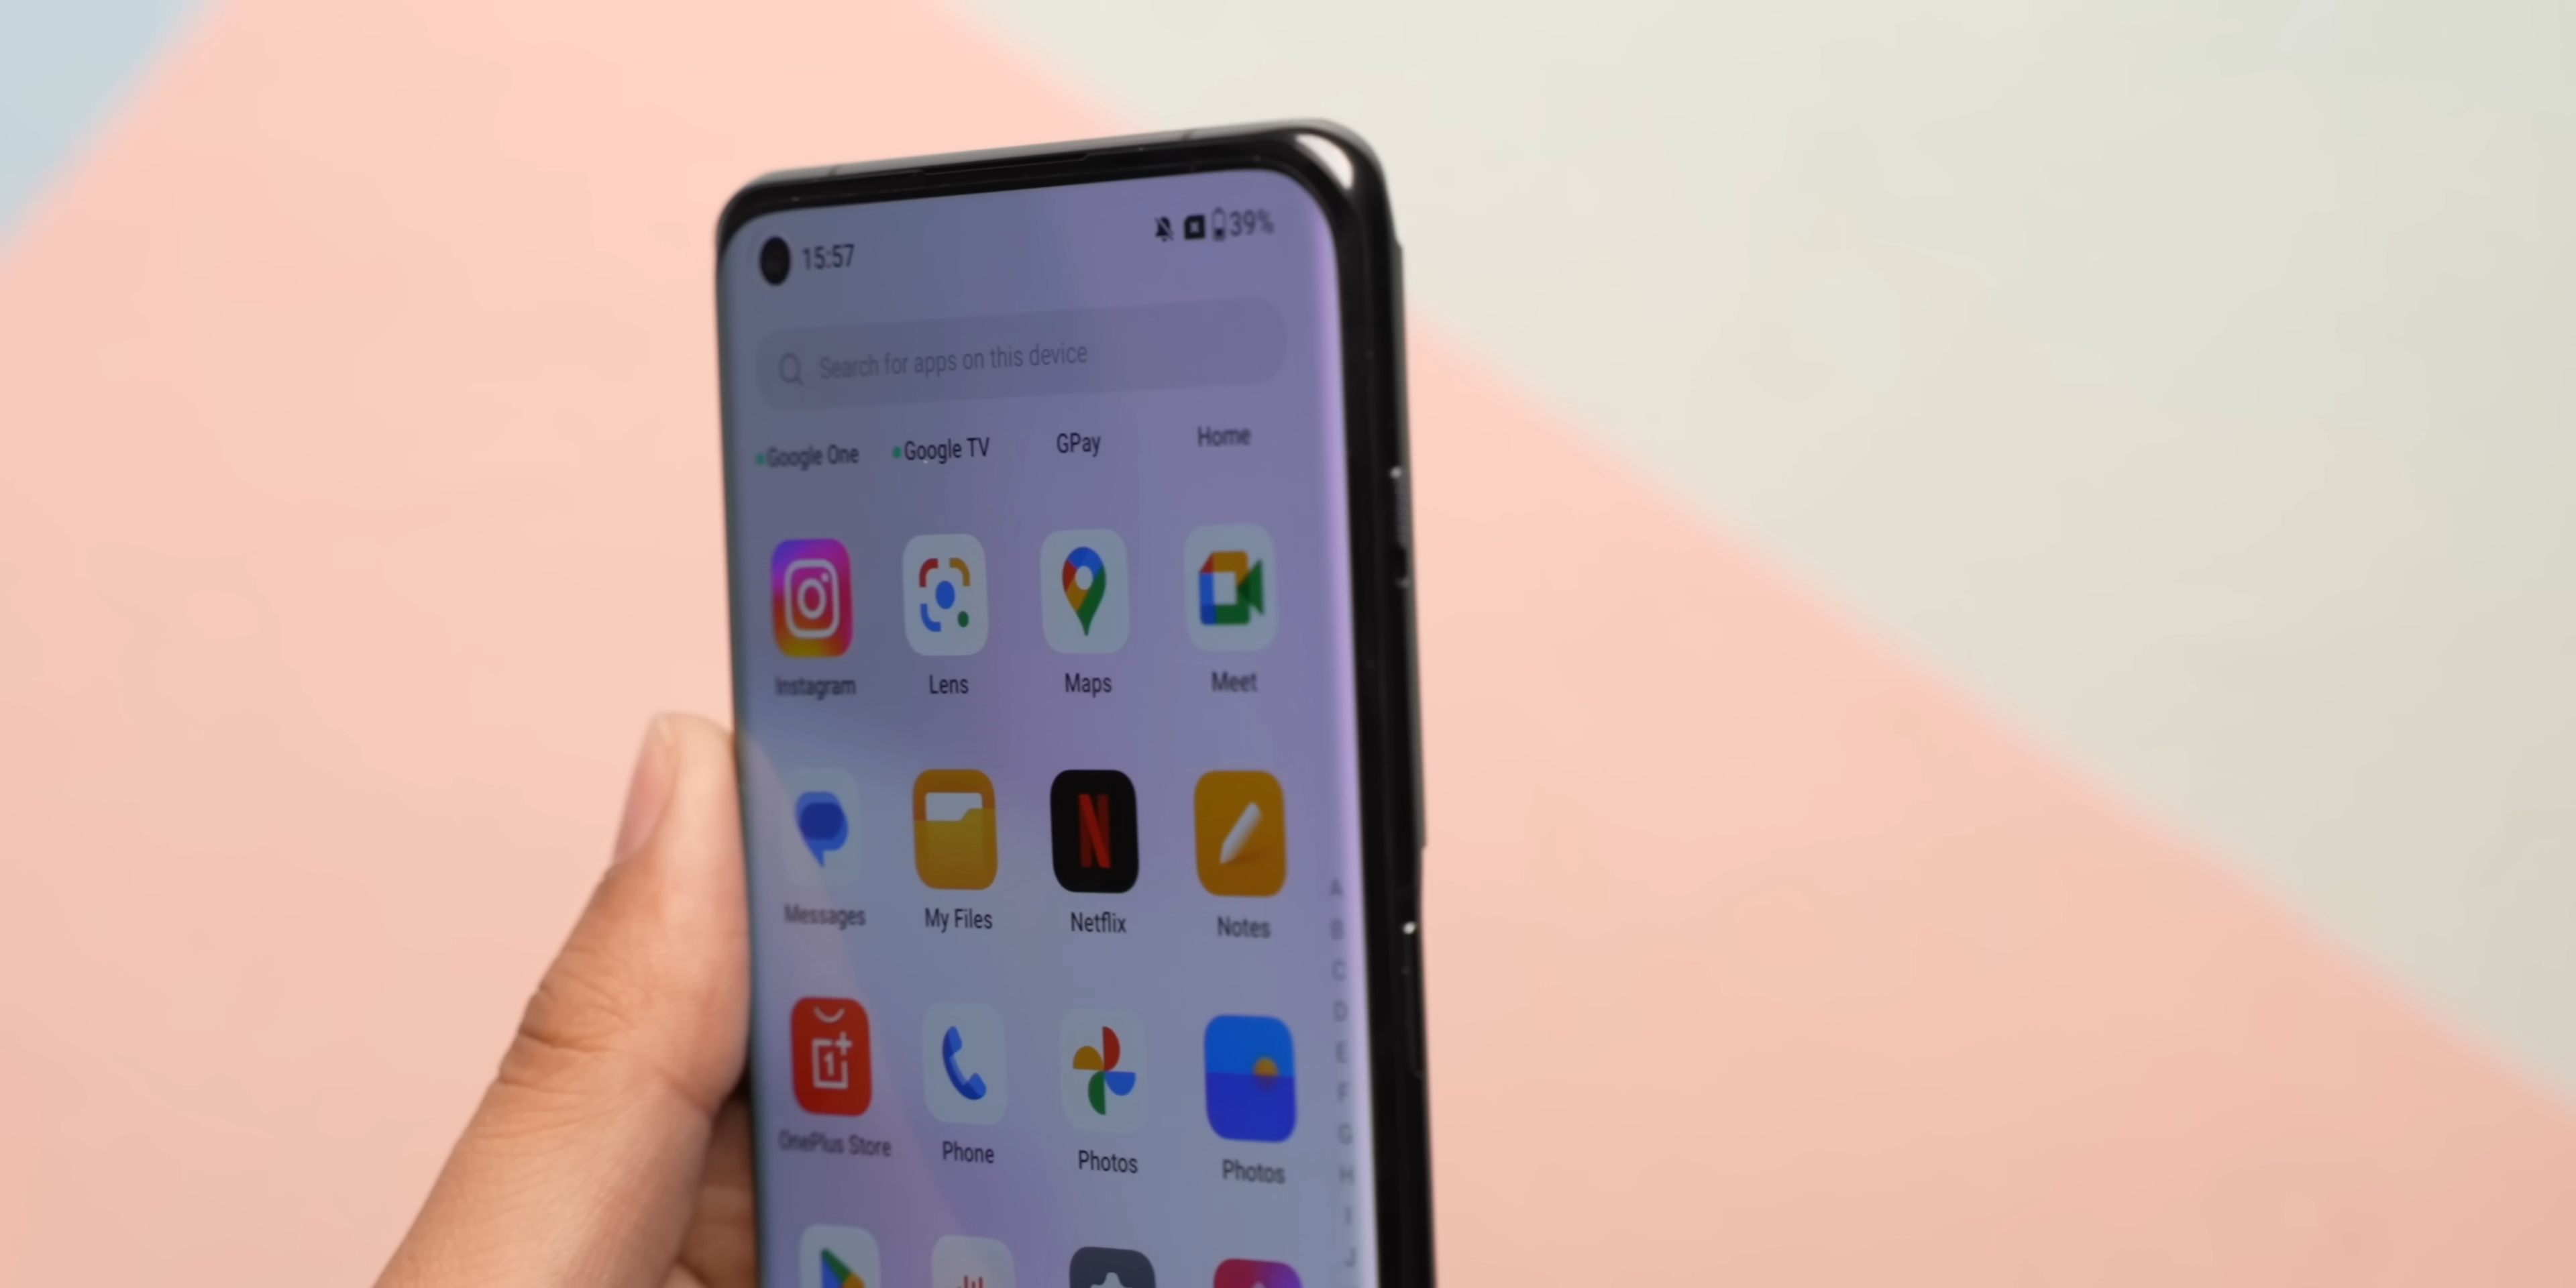 15:57 39%
Search for apps on this device
Google One Google TV GPay Home
Instagram Lens Maps Meet
Messages My Files Netflix Notes
OnePlus Store Phone Photos Photos
A
B
C
D
E
F
G
H
I
J